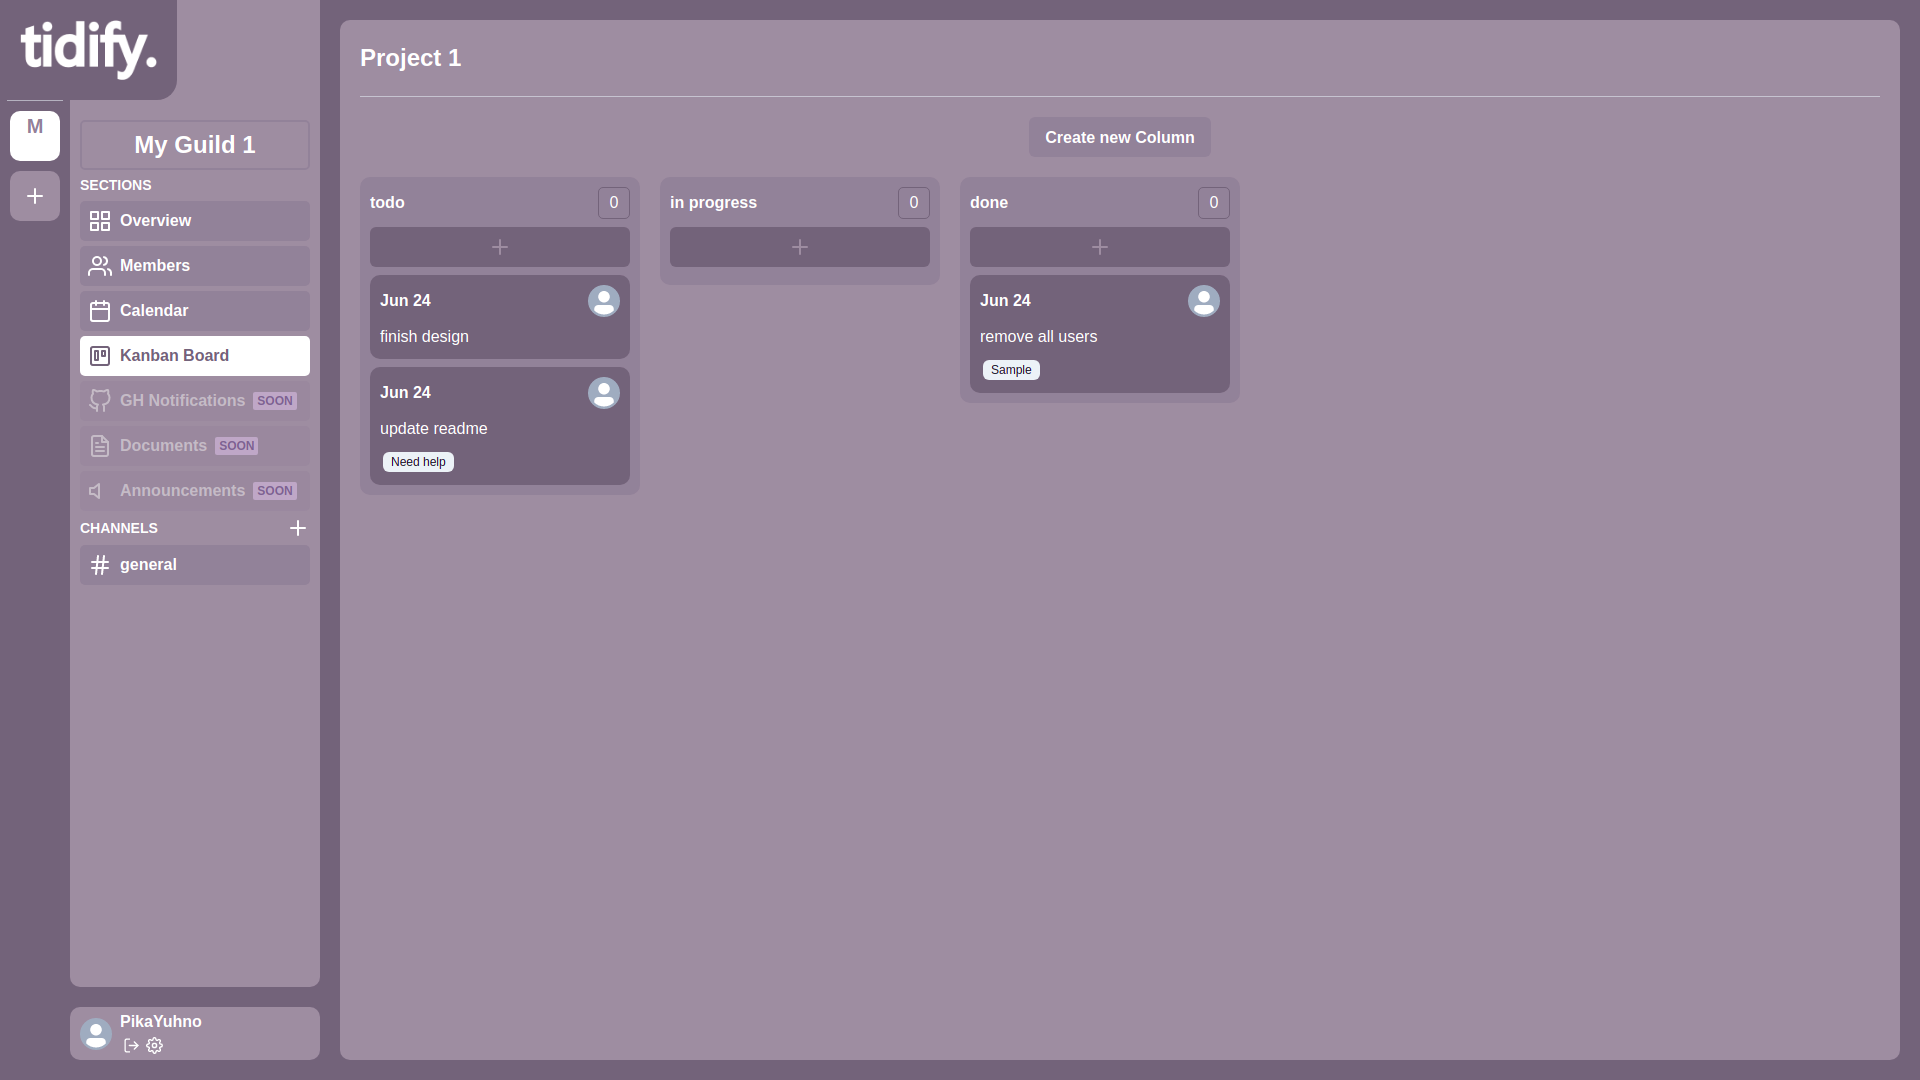 tidify.
M
My Guild 1
SECTIONS
Overview
Members
Calendar
Kanban Board
GH Notifications SOON
Documents SOON
Announcements SOON
CHANNELS
general
PikaYuhno
Project 1
Create new Column
todo 0
Jun 24
finish design
Jun 24
update readme
Need help
in progress 0
done 0
Jun 24
remove all users
Sample